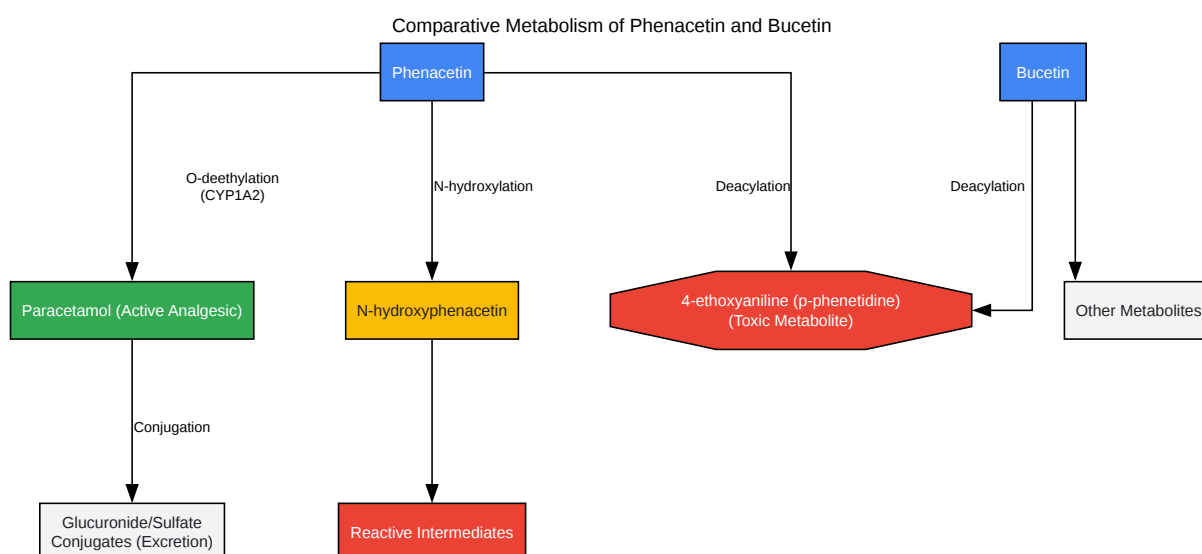 Comparative Metabolism of Phenacetin and Bucetin
Phenacetin
Bucetin
O-deethylation
(CYP1A2)
N-hydroxylation
Deacylation
Deacylation
Paracetamol (Active Analgesic)
N-hydroxyphenacetin
4-ethoxyaniline (p-phenetidine)
(Toxic Metabolite)
Other Metabolites
Conjugation
Glucuronide/Sulfate
Conjugates (Excretion)
Reactive Intermediates